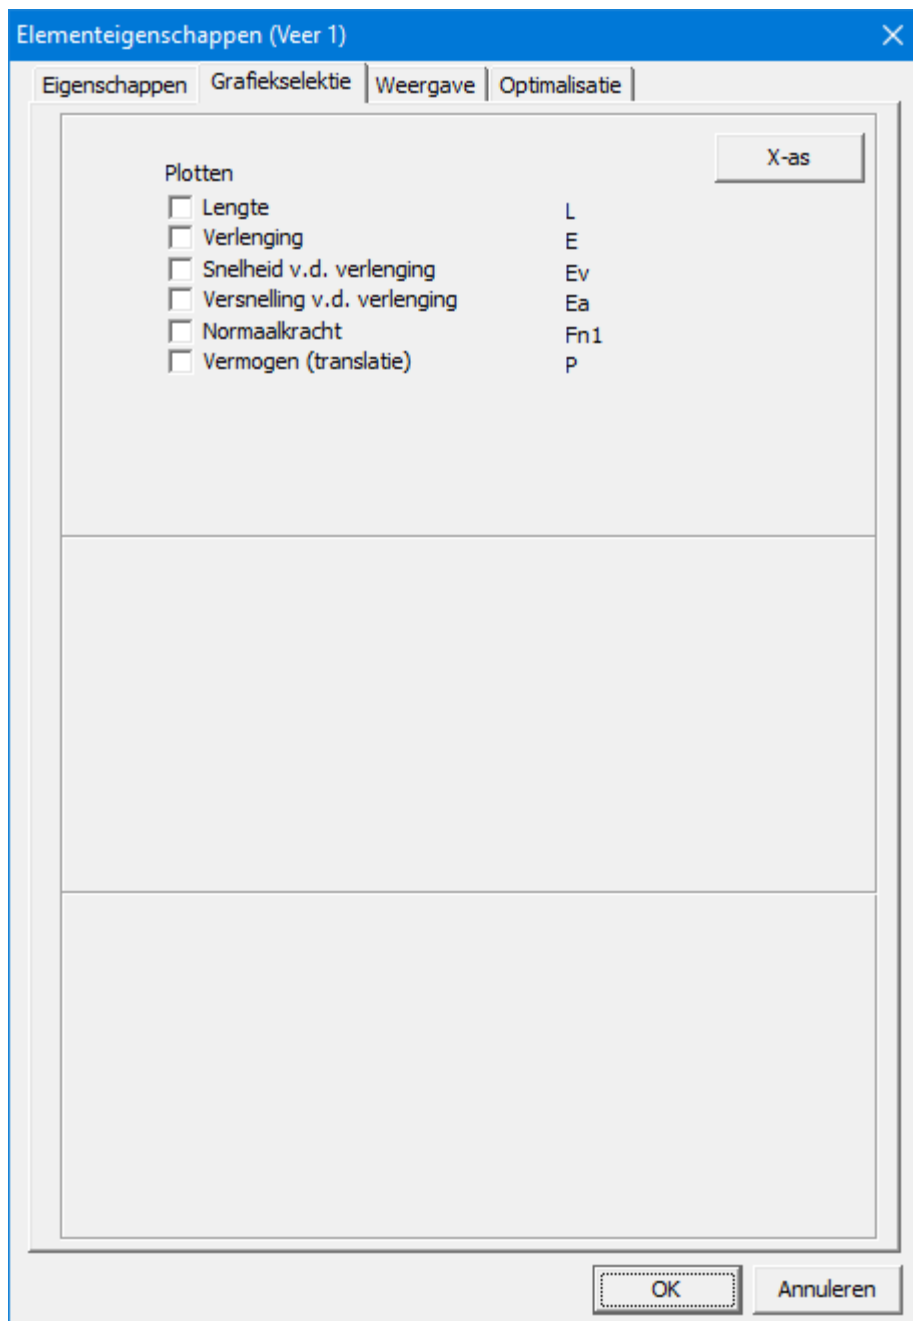 Elementeigenschappen (Veer 1)
Eigenschappen Grafiekselektie Weergave Optimalisatie
X-as
Plotten
Lengte L
Verlenging E
Snelheid v.d. verlenging Ev
Versnelling v.d. verlenging Ea
Normaalkracht Fn1
Vermogen (translatie) P
OK Annuleren